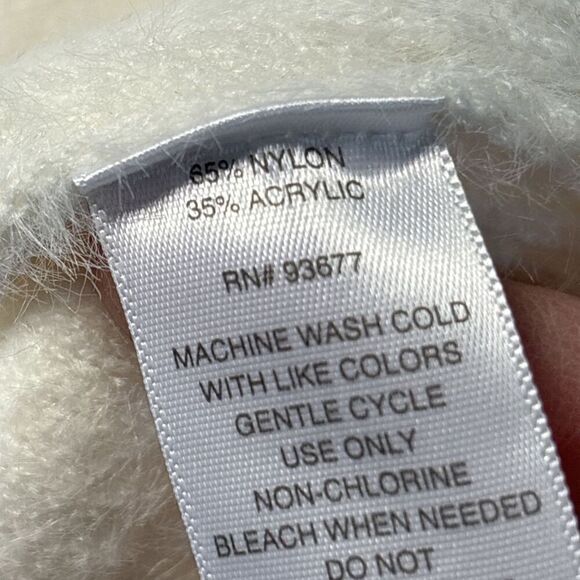 65% NYLON
35% ACRYLIC
RN# 93677
MACHINE WASH COLD
WITH LIKE COLORS
GENTLE CYCLE
USE ONLY
NON-CHLORINE
BLEACH WHEN NEEDED
DO NOT